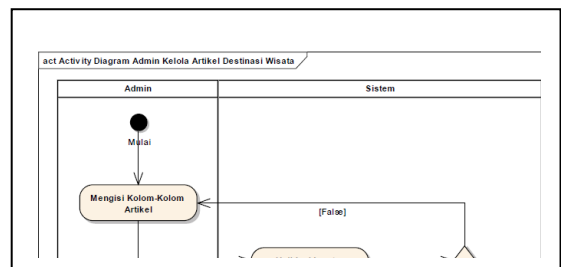 act Activity Diagram Admin Kelola Artikel Destinasi Wisata
Admin
Sistem
Mulai
Mengisi Kolom-Kolom
Artikel
[False]